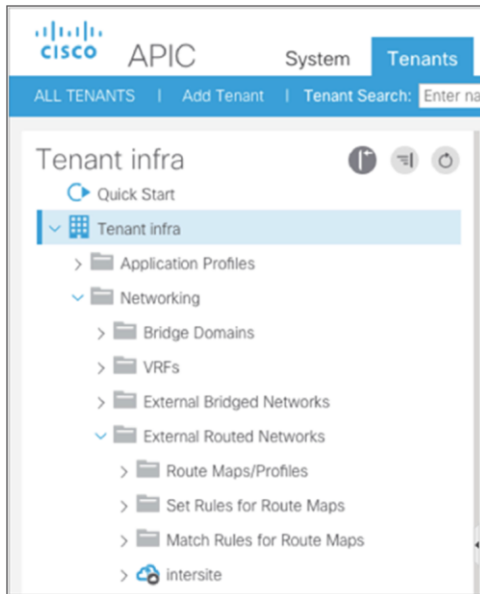 CISCO APIC System Tenants
ALL TENANTS | Add Tenant | Tenant Search: Enter na
Tenant infra
Quick Start
Tenant infra
Application Profiles
Networking
Bridge Domains
VRFs
External Bridged Networks
External Routed Networks
Route Maps/Profiles
Set Rules for Route Maps
Match Rules for Route Maps
intersite